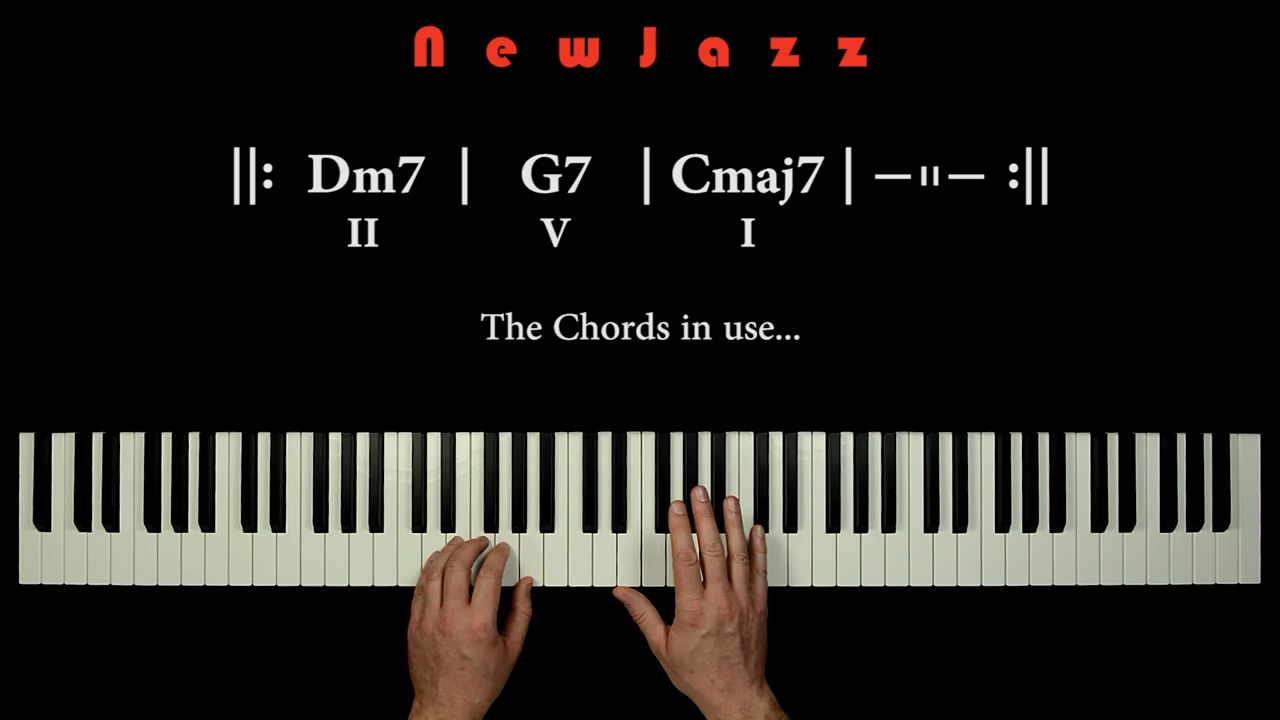 NewJazz
||: Dm7 | G7 | Cmaj7 | –"– :||
II V I
The Chords in use...